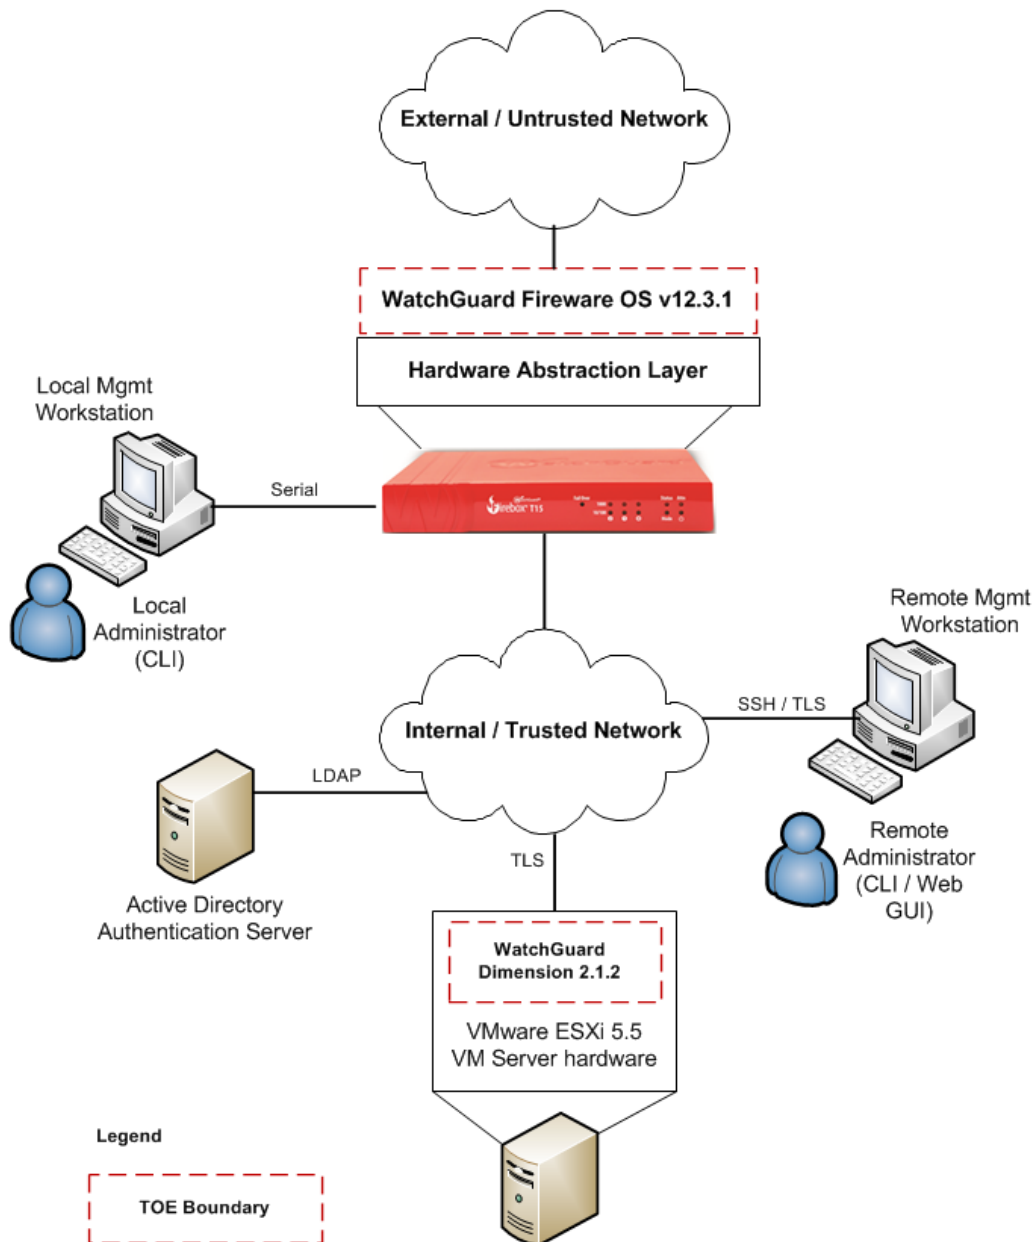 External / Untrusted Network
WatchGuard Fireware OS v12.3.1
Hardware Abstraction Layer
Local Mgmt
Workstation
Serial
Firebox T15
Local
Administrator
(CLI)
Remote Mgmt
Workstation
SSH / TLS
Internal / Trusted Network
LDAP
Remote
Administrator
(CLI / Web
GUI)
TLS
Active Directory
Authentication Server
WatchGuard
Dimension 2.1.2
VMware ESXi 5.5
VM Server hardware
Legend
TOE Boundary